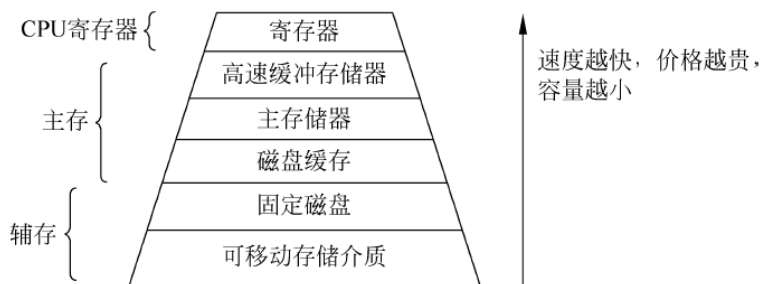 CPU寄存器
寄存器
高速缓冲存储器
主存
主存储器
磁盘缓存
辅存
固定磁盘
可移动存储介质
速度越快，价格越贵，
容量越小